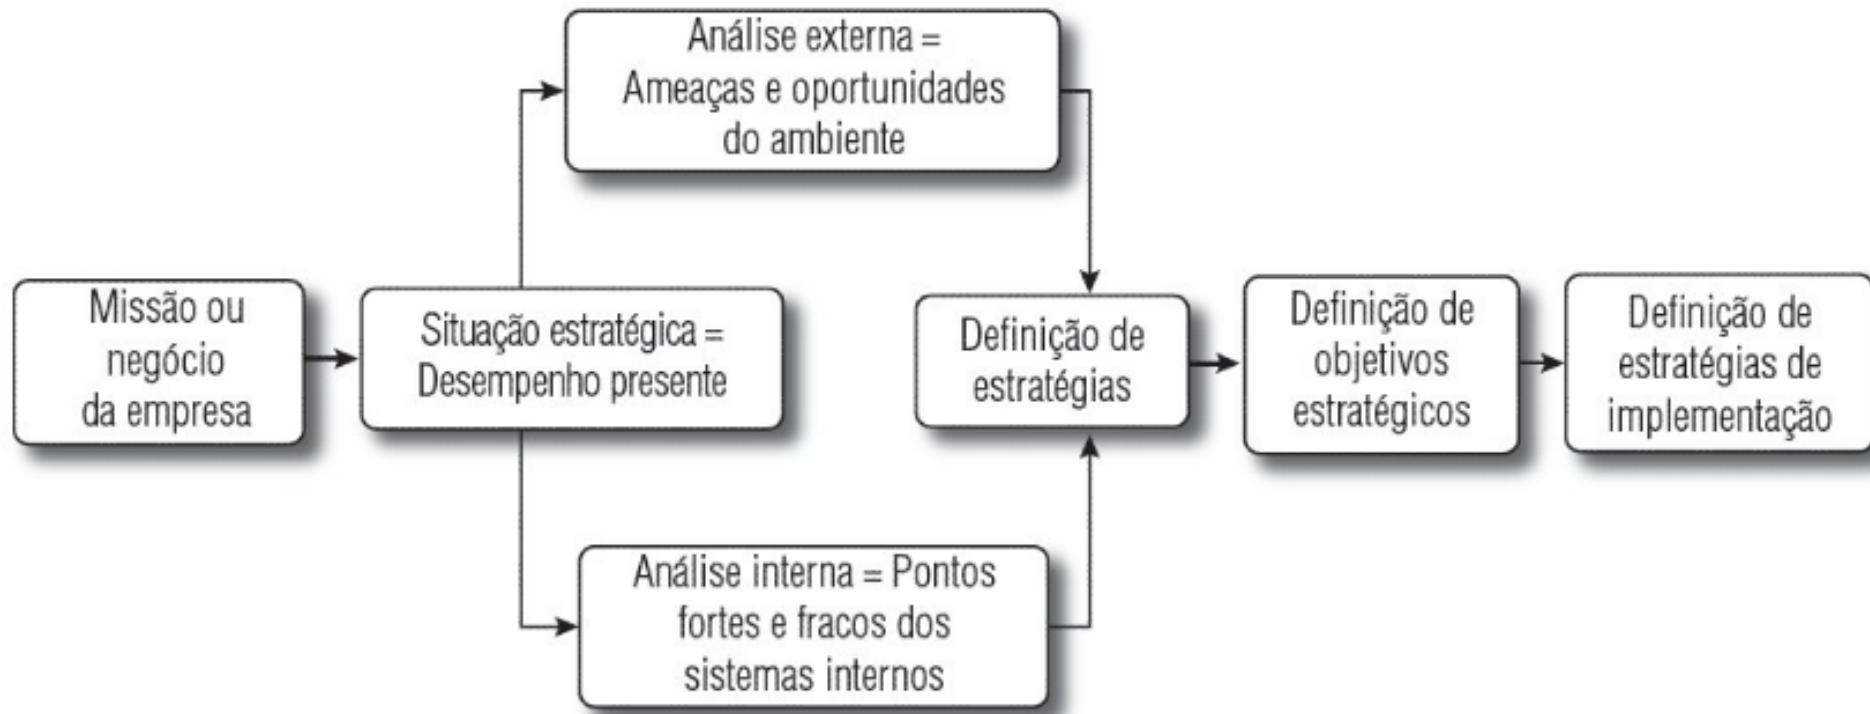 Análise externa =
Ameaças e oportunidades
do ambiente
Missão ou
negócio
da empresa
Situação estratégica =
Desempenho presente
Definição de
estratégias
Definição de
objetivos
estratégicos
Definição de
estratégias de
implementação
Análise interna = Pontos
fortes e fracos dos
sistemas internos